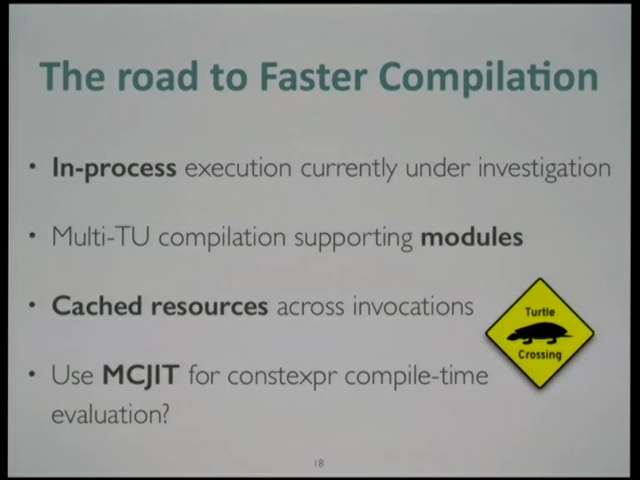 The road to Faster Compilation
• In-process execution currently under investigation
• Multi-TU compilation supporting modules
• Cached resources across invocations
Turtle
Crossing
• Use MCJIT for constexpr compile-time
evaluation?
18